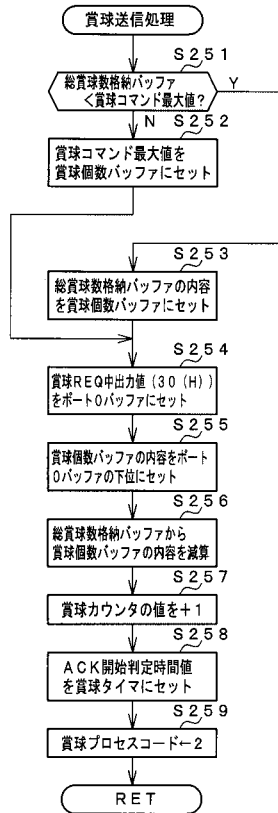 賞球送信処理
S251
総賞球数格納バッファ
<賞球コマンド最大値?
Y
N
S252
賞球コマンド最大値を
賞球個数バッファにセット
S253
総賞球数格納バッファの内容
を賞球個数バッファにセット
S254
賞球REQ中出力値(30(H))
をポート0バッファにセット
S255
賞球個数バッファの内容をポート
0バッファの下位にセット
S256
総賞球数格納バッファから
賞球個数バッファの内容を減算
S257
賞球カウンタの値を+1
S258
ACK開始判定時間値
を賞球タイマにセット
S259
賞球プロセスコード←2
RET